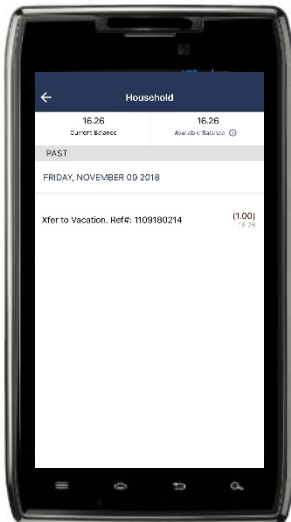 Household
16.26 16.26
Current Balance Available Balance
PAST
FRIDAY, NOVEMBER 09 2018
Xfer to Vacation, Ref#: 1109180214 (1.00)
16.26